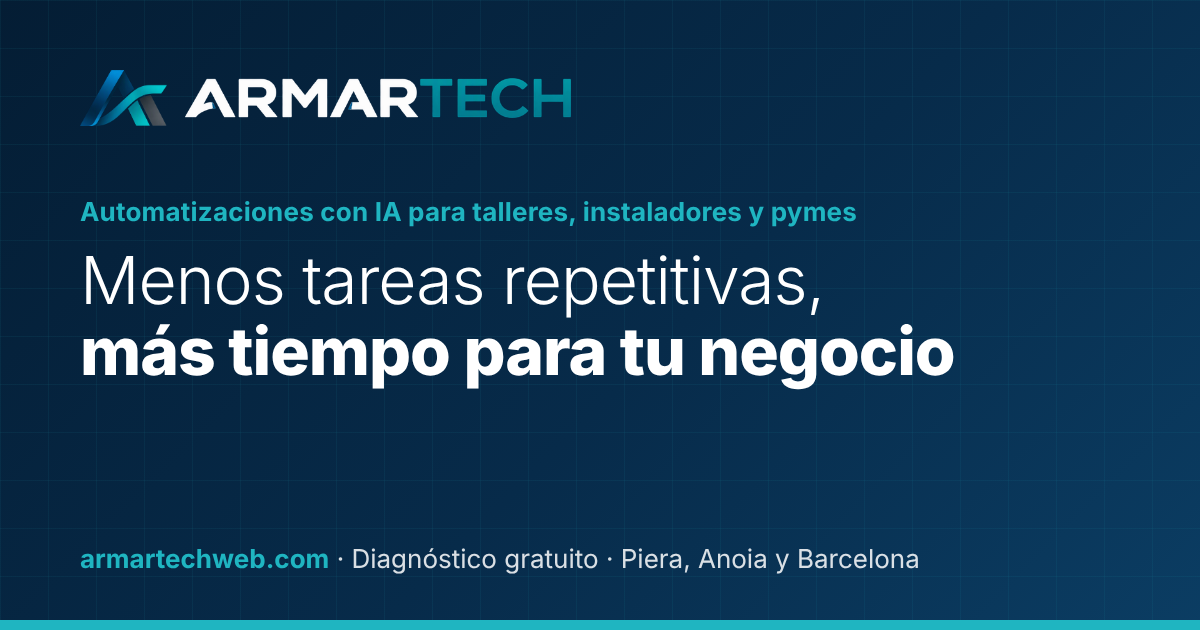 ARMARTECH
Automatizaciones con IA para talleres, instaladores y pymes
Menos tareas repetitivas,
más tiempo para tu negocio
armartechweb.com · Diagnóstico gratuito · Piera, Anoia y Barcelona